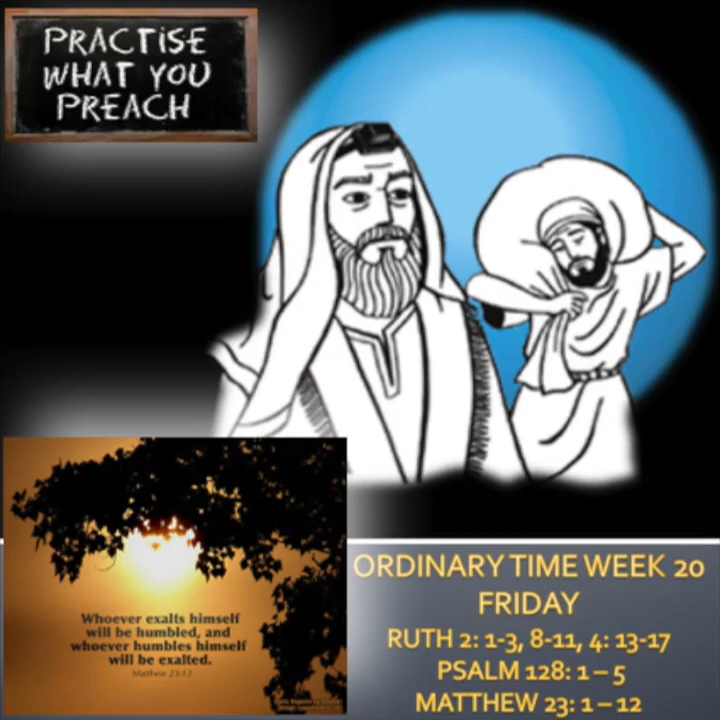 PRACTISE
WHAT YOU
PREACH
Whoever exalts himself
will be humbled, and
whoever humbles himself
will be exalted.
Matthew 23:12
ORDINARY TIME WEEK 20
FRIDAY
RUTH 2: 1-3, 8-11, 4: 13-17
PSALM 128: 1 – 5
MATTHEW 23: 1 – 12